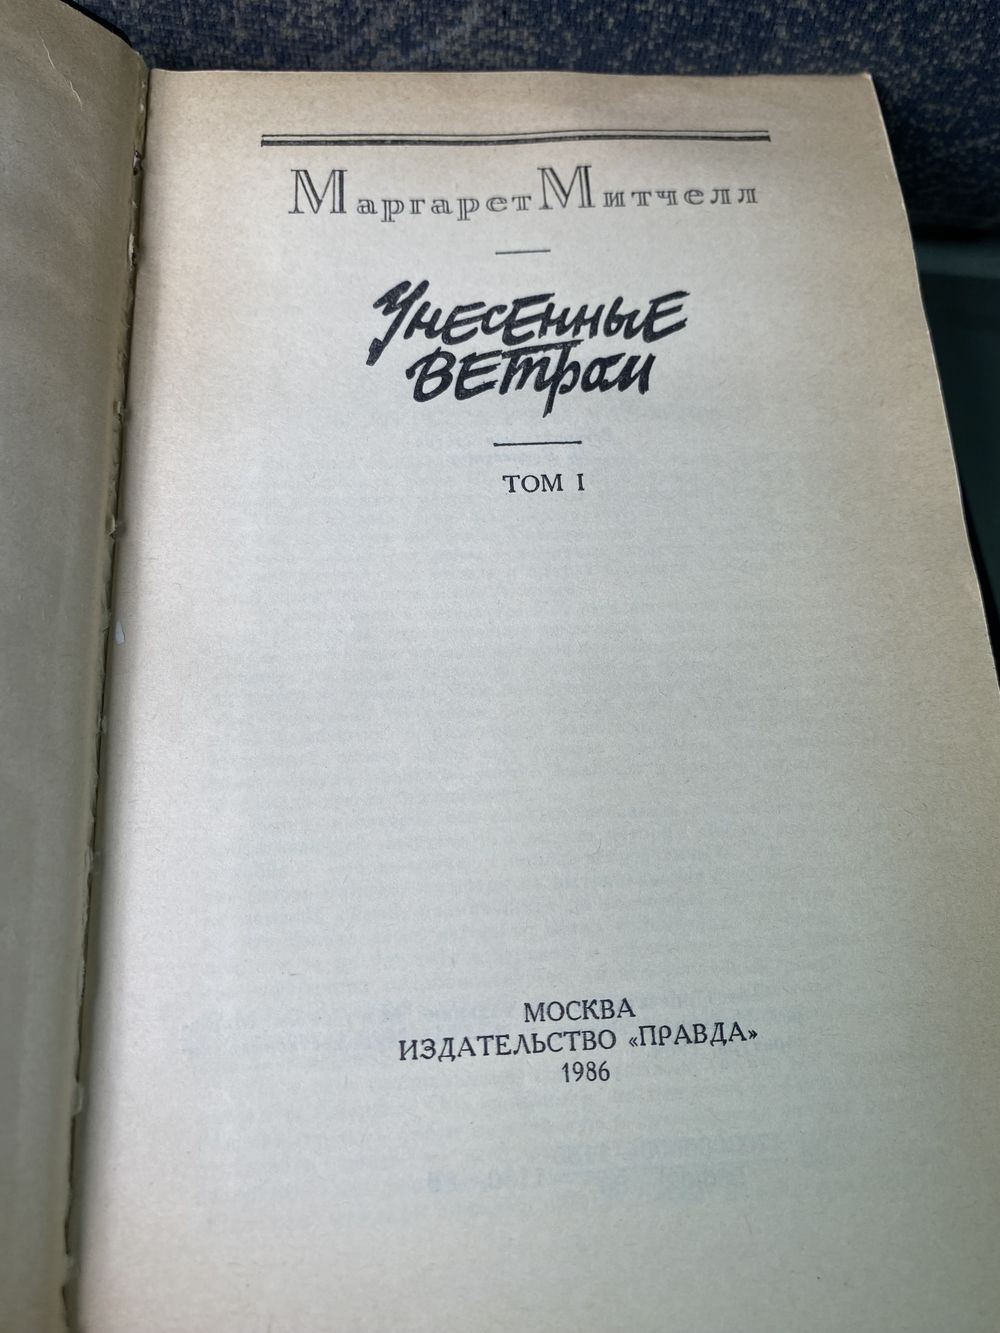 Маргарет Митчелл
Унесенные
ветром
ТОМ I
МОСКВА
ИЗДАТЕЛЬСТВО «ПРАВДА»
1986